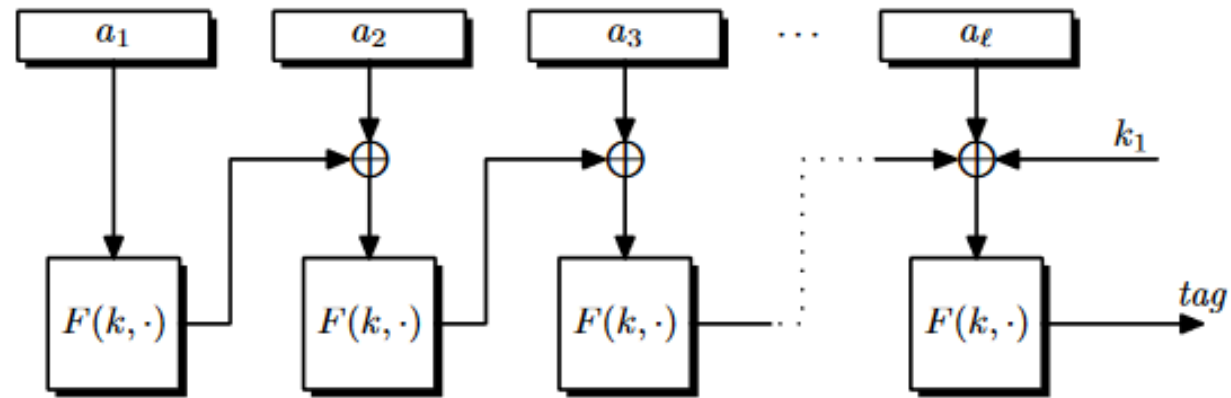 a₁ a₂ a₃ ··· aℓ
k₁
F(k, ·) F(k, ·) F(k, ·) F(k, ·) tag